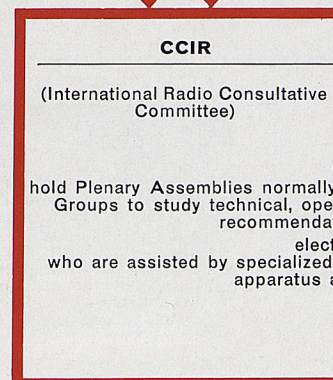 CCIR
(International Radio Consultative
Committee)
hold Plenary Assemblies normally
Groups to study technical, ope
recommenda
elect
who are assisted by specialized
apparatus a